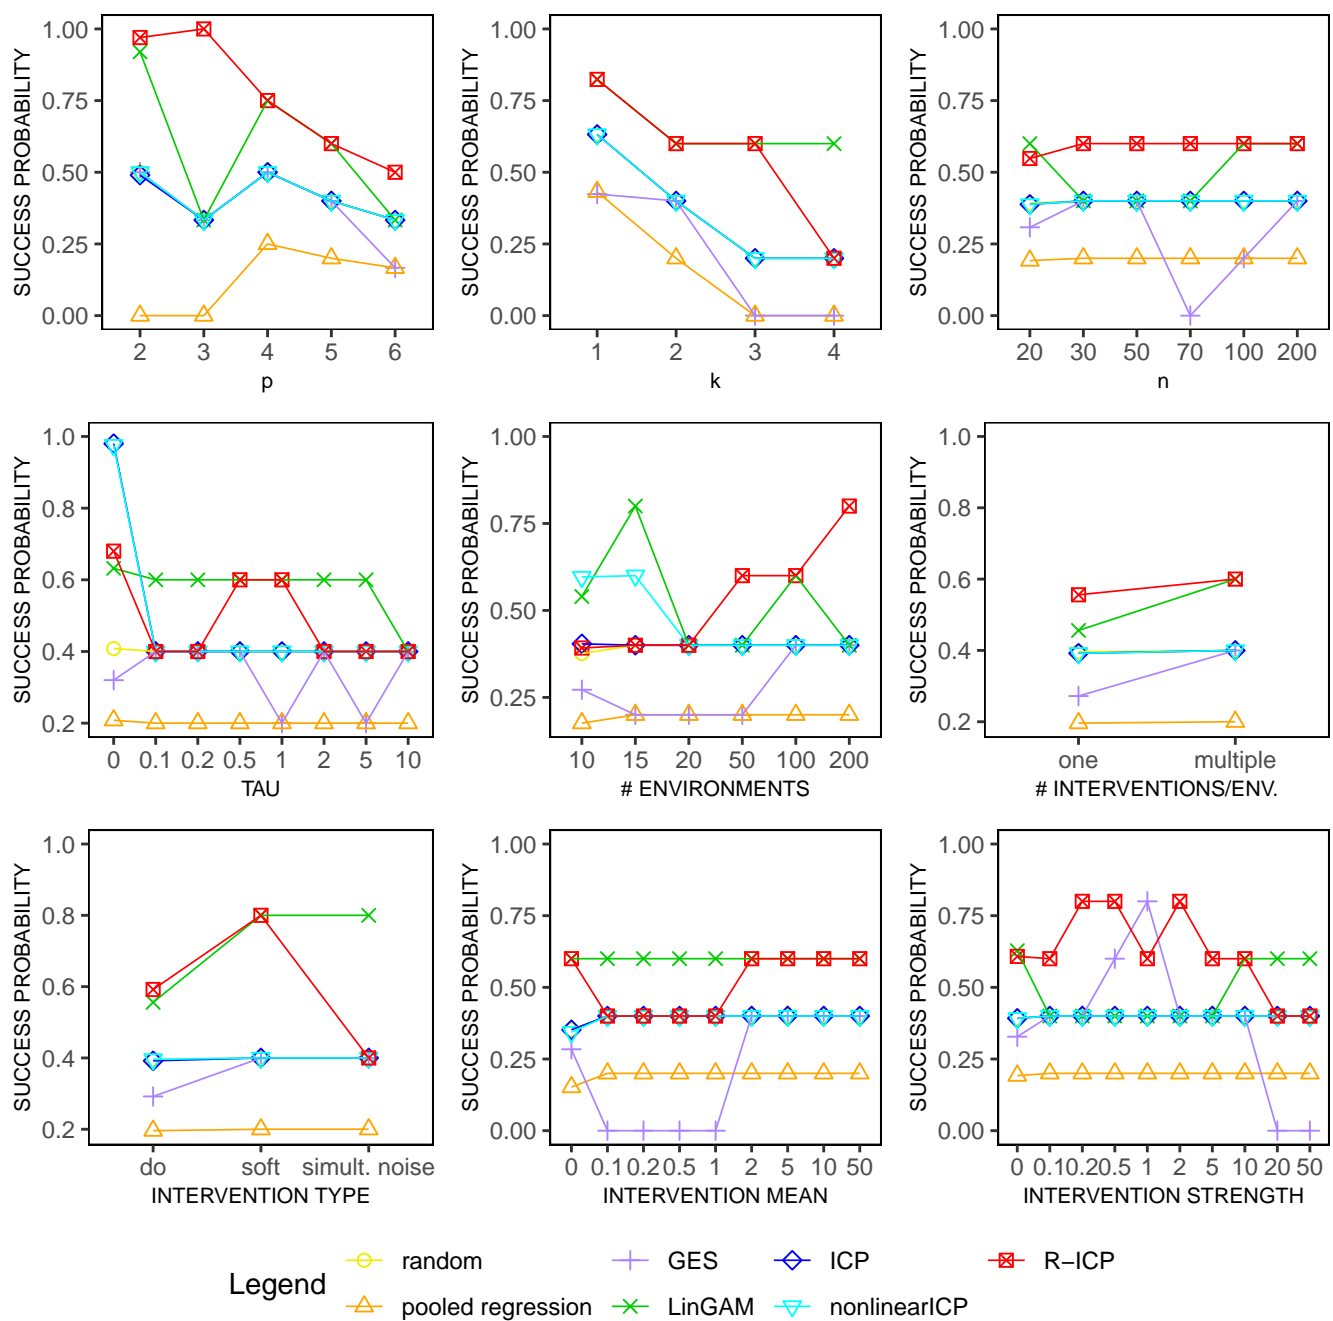 1.00
0.75
0.50
0.25
0.00
SUCCESS PROBABILITY
2 3 4 5 6
p
1.00
0.75
0.50
0.25
0.00
SUCCESS PROBABILITY
1 2 3 4
k
1.00
0.75
0.50
0.25
0.00
SUCCESS PROBABILITY
20 30 50 70 100 200
n
1.0
0.8
0.6
0.4
0.2
SUCCESS PROBABILITY
0 0.1 0.2 0.5 1 2 5 10
TAU
1.00
0.75
0.50
0.25
SUCCESS PROBABILITY
10 15 20 50 100 200
# ENVIRONMENTS
1.0
0.8
0.6
0.4
0.2
SUCCESS PROBABILITY
one multiple
# INTERVENTIONS/ENV.
1.0
0.8
0.6
0.4
0.2
SUCCESS PROBABILITY
do soft simult. noise
INTERVENTION TYPE
1.00
0.75
0.50
0.25
0.00
SUCCESS PROBABILITY
0 0.1 0.2 0.5 1 2 5 10 50
INTERVENTION MEAN
1.00
0.75
0.50
0.25
0.00
SUCCESS PROBABILITY
0 0.1 0.2 0.5 1 2 5 10 20 50
INTERVENTION STRENGTH
Legend
random GES ICP R−ICP
pooled regression LinGAM nonlinearICP